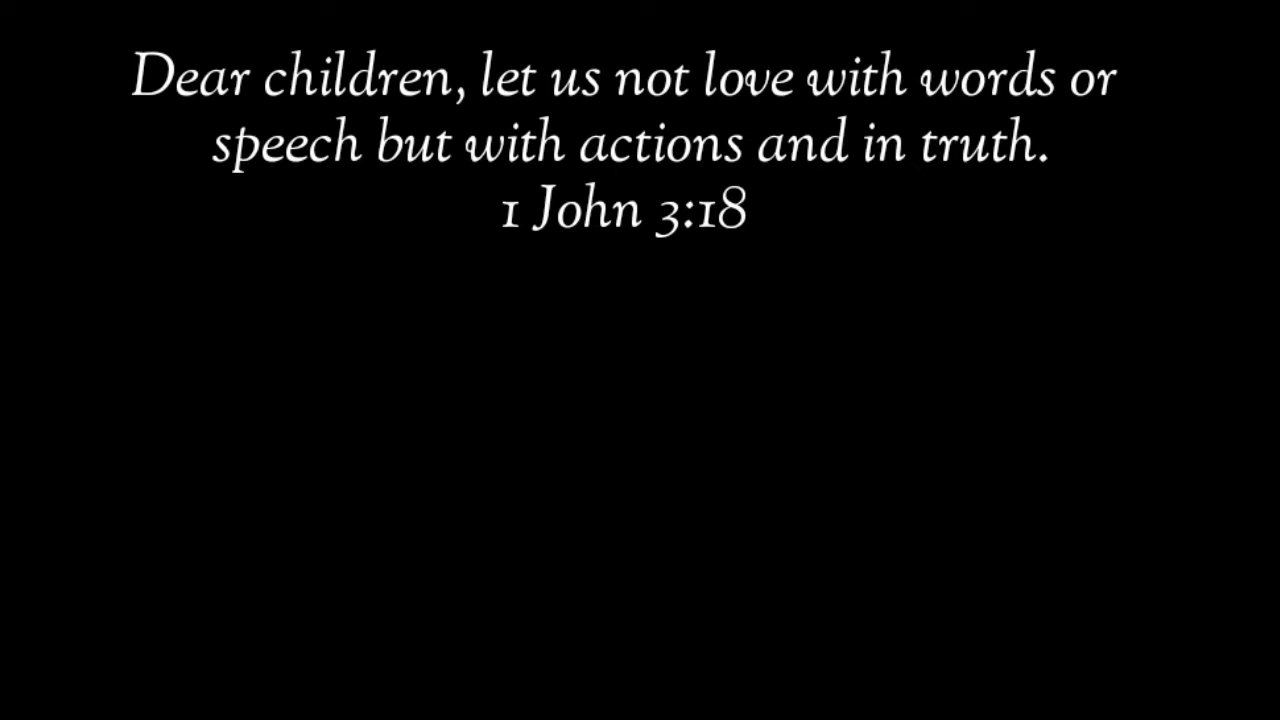 Dear children, let us not love with words or
speech but with actions and in truth.
1 John 3:18